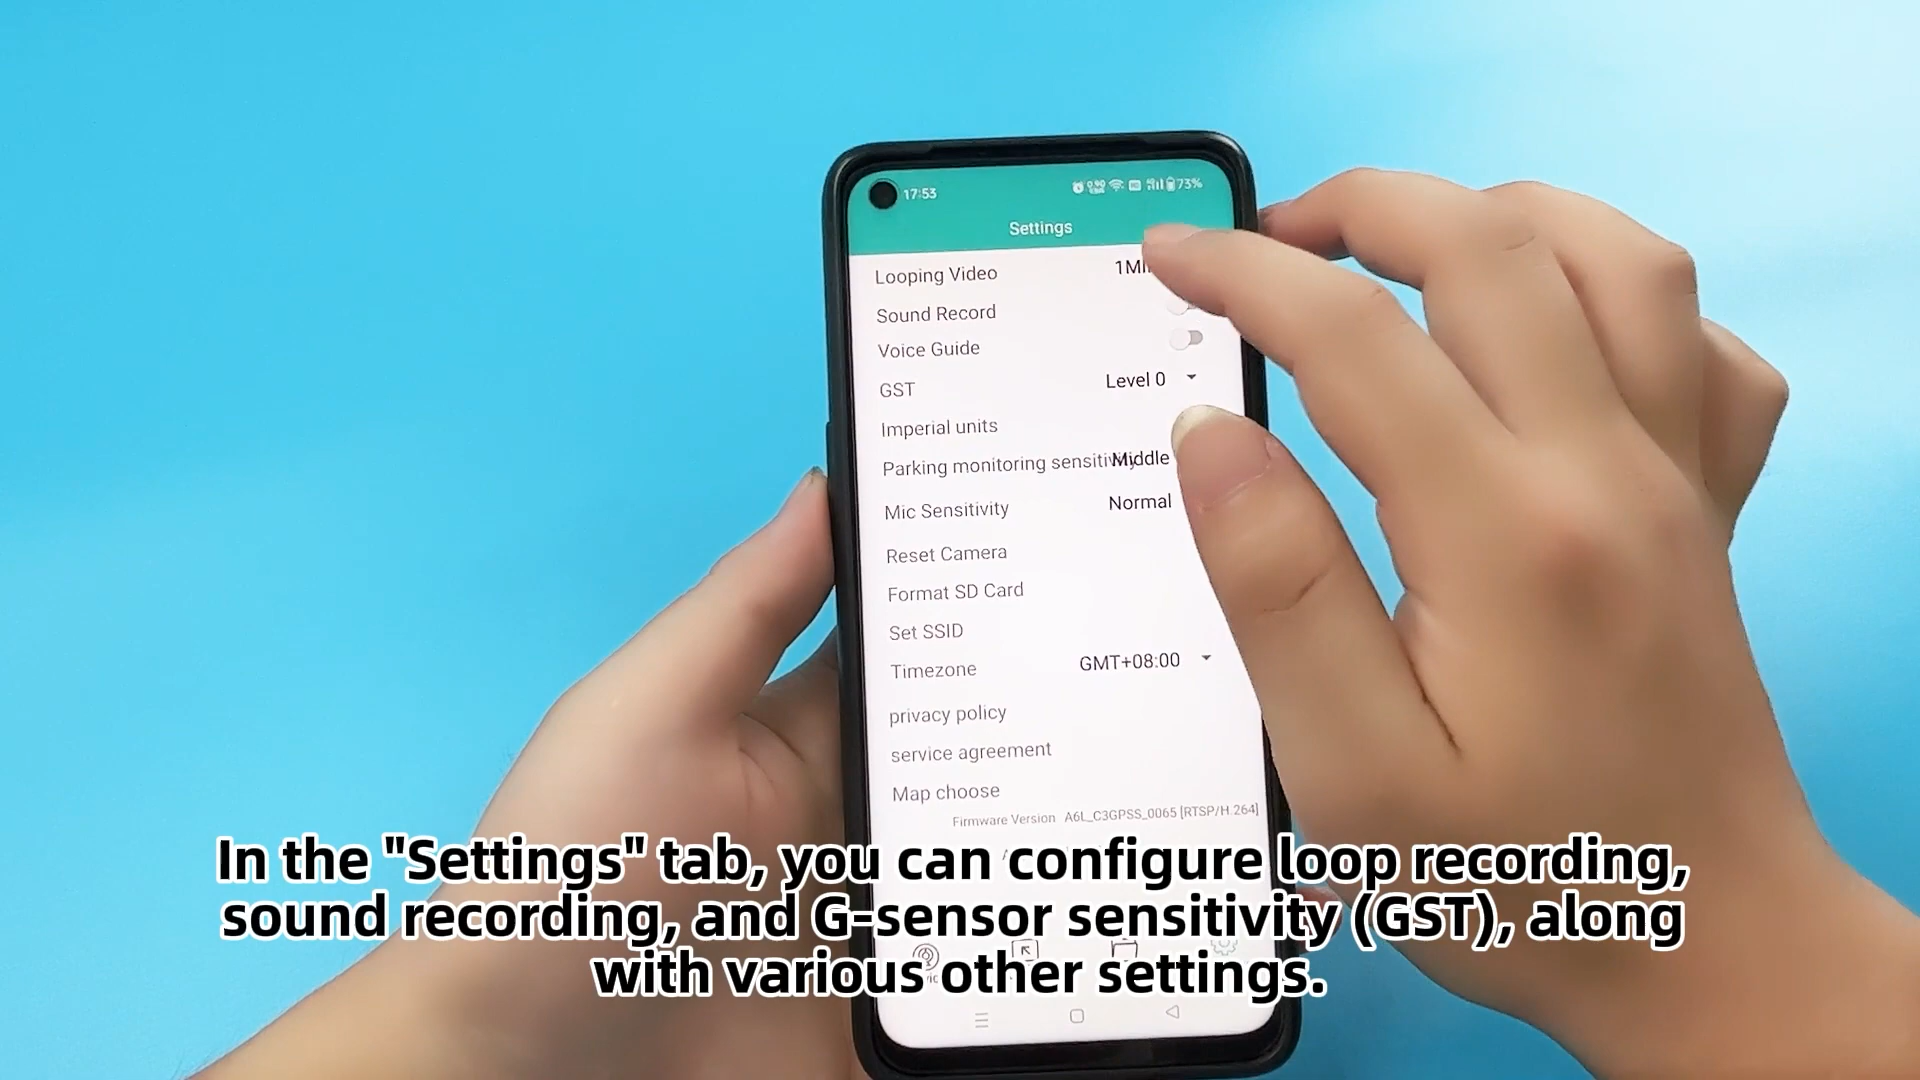 17:53
73%
Settings
Looping Video
Sound Record
Voice Guide
GST Level 0
Imperial units
Parking monitoring Middle
Mic Sensitivity Normal
Reset Camera
Format SD Card
Set SSID
Timezone GMT+08:00
privacy policy
service agreement
Map choose
Firmware Version A6L_C3GPSS_0065 [RTSP/H.264]
In the "Settings" tab, you can configure loop recording,
sound recording, and G-sensor sensitivity (GST), along
with various other settings.